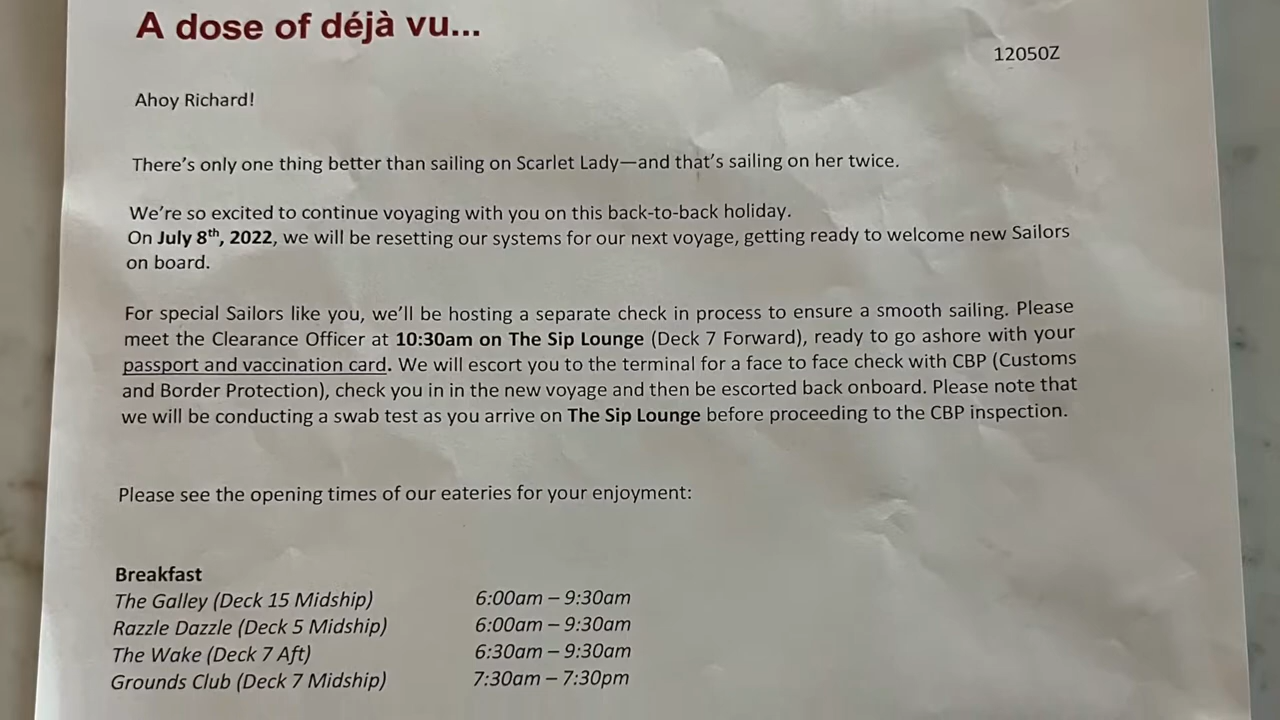 A dose of déjà vu...
12050Z
Ahoy Richard!
There's only one thing better than sailing on Scarlet Lady—and that's sailing on her twice.
We're so excited to continue voyaging with you on this back-to-back holiday.
On July 8th, 2022, we will be resetting our systems for our next voyage, getting ready to welcome new Sailors
on board.
For special Sailors like you, we'll be hosting a separate check in process to ensure a smooth sailing. Please
meet the Clearance Officer at 10:30am on The Sip Lounge (Deck 7 Forward), ready to go ashore with your
passport and vaccination card. We will escort you to the terminal for a face to face check with CBP (Customs
and Border Protection), check you in in the new voyage and then be escorted back onboard. Please note that
we will be conducting a swab test as you arrive on The Sip Lounge before proceeding to the CBP inspection.
Please see the opening times of our eateries for your enjoyment:
Breakfast
The Galley (Deck 15 Midship) 6:00am – 9:30am
Razzle Dazzle (Deck 5 Midship) 6:00am – 9:30am
The Wake (Deck 7 Aft) 6:30am – 9:30am
Grounds Club (Deck 7 Midship) 7:30am – 7:30pm